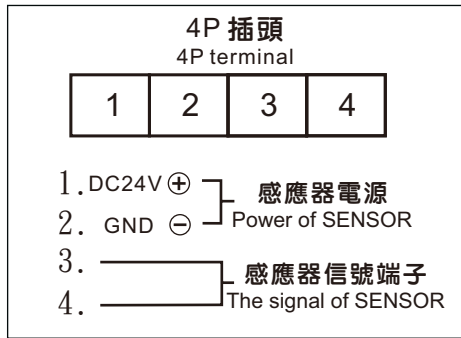 4P 插頭
4P terminal
1 2 3 4
1. DC24V ⊕
2. GND ⊖
感應器電源
Power of SENSOR
3.
4.
感應器信號端子
The signal of SENSOR